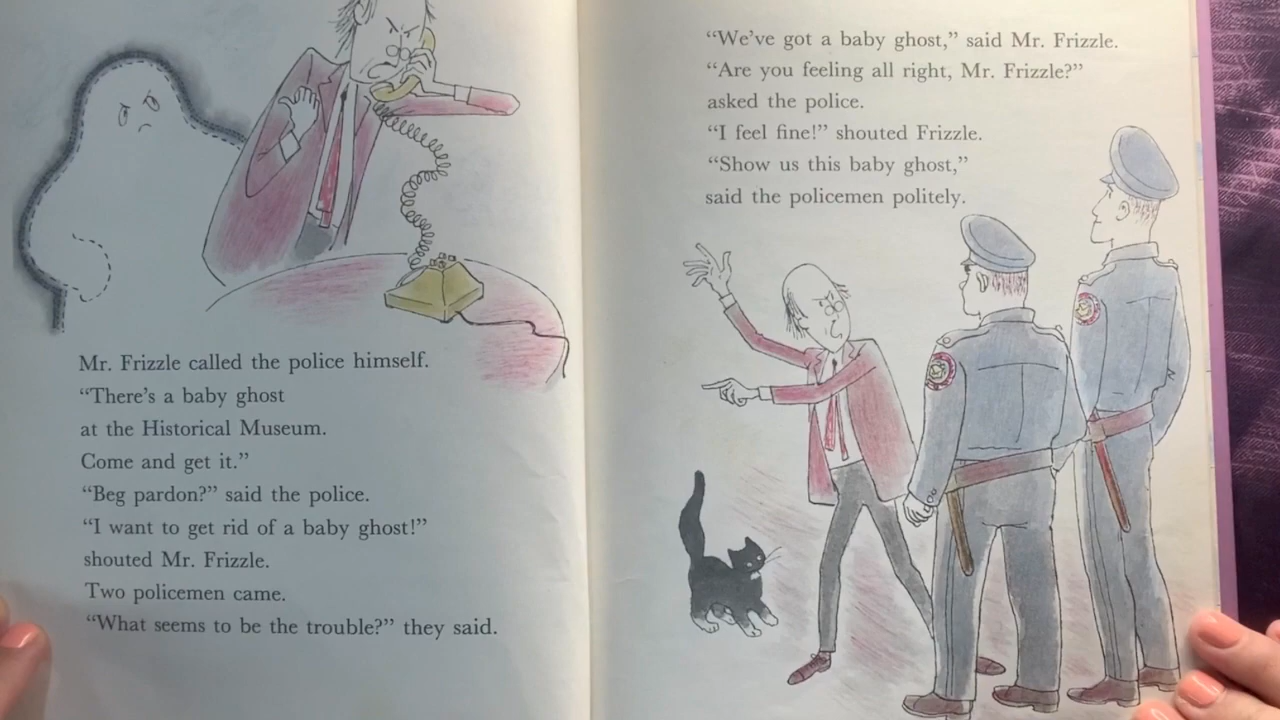 Mr. Frizzle called the police himself.
“There’s a baby ghost
at the Historical Museum.
Come and get it.”
“Beg pardon?” said the police.
“I want to get rid of a baby ghost!”
shouted Mr. Frizzle.
Two policemen came.
“What seems to be the trouble?” they said.
“We’ve got a baby ghost,” said Mr. Frizzle.
“Are you feeling all right, Mr. Frizzle?”
asked the police.
“I feel fine!” shouted Frizzle.
“Show us this baby ghost,”
said the policemen politely.